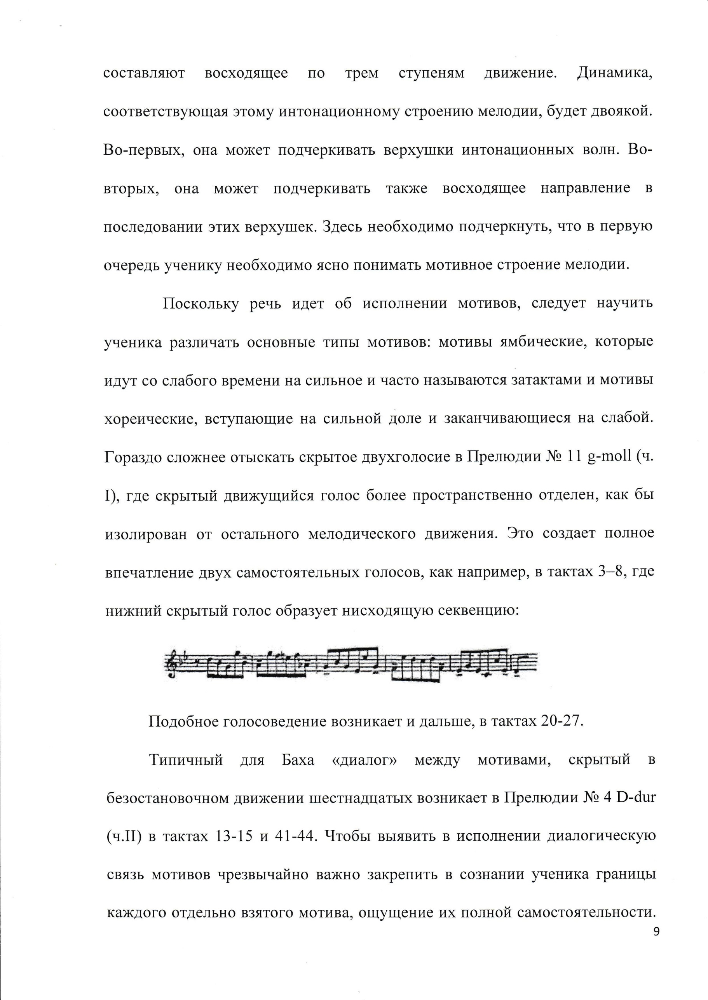 составляют восходящее по трем ступеням движение. Динамика,
соответствующая этому интонационному строению мелодии, будет двоякой.
Во-первых, она может подчеркивать верхушки интонационных волн. Во-
вторых, она может подчеркивать также восходящее направление в
последовании этих верхушек. Здесь необходимо подчеркнуть, что в первую
очередь ученику необходимо ясно понимать мотивное строение мелодии.
Поскольку речь идет об исполнении мотивов, следует научить
ученика различать основные типы мотивов: мотивы ямбические, которые
идут со слабого времени на сильное и часто называются затактами и мотивы
хореические, вступающие на сильной доле и заканчивающиеся на слабой.
Гораздо сложнее отыскать скрытое двухголосие в Прелюдии № 11 g-moll (ч.
I), где скрытый движущийся голос более пространственно отделен, как бы
изолирован от остального мелодического движения. Это создает полное
впечатление двух самостоятельных голосов, как например, в тактах 3–8, где
нижний скрытый голос образует нисходящую секвенцию:
Подобное голосоведение возникает и дальше, в тактах 20-27.
Типичный для Баха «диалог» между мотивами, скрытый в
безостановочном движении шестнадцатых возникает в Прелюдии № 4 D-dur
(ч.II) в тактах 13-15 и 41-44. Чтобы выявить в исполнении диалогическую
связь мотивов чрезвычайно важно закрепить в сознании ученика границы
каждого отдельно взятого мотива, ощущение их полной самостоятельности.
9